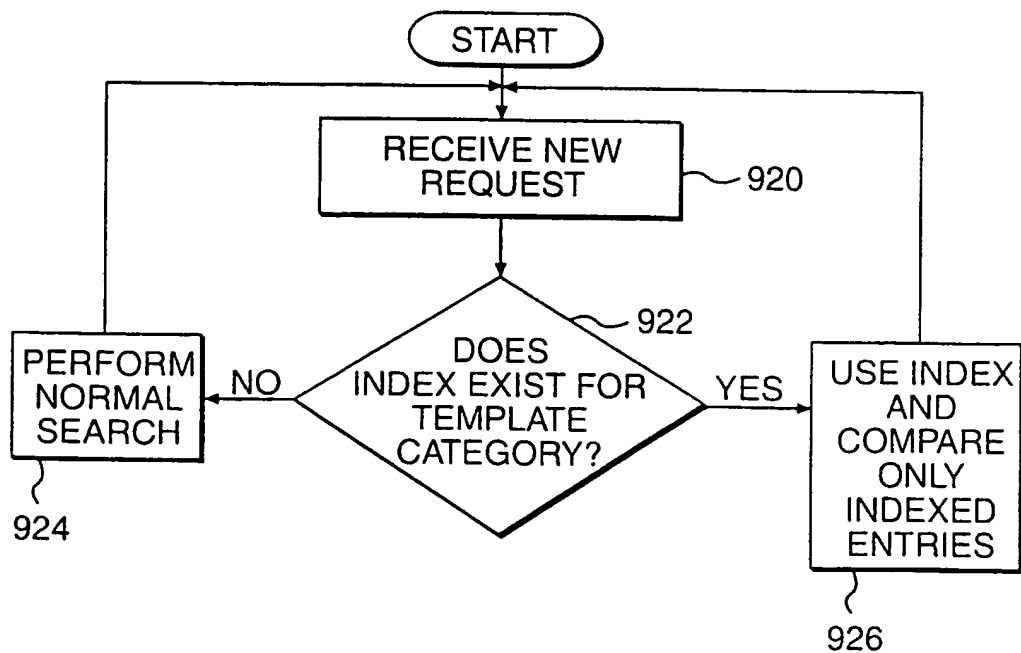 START
RECEIVE NEW
REQUEST
920
922
DOES
INDEX EXIST FOR
TEMPLATE
CATEGORY?
NO
YES
PERFORM
NORMAL
SEARCH
924
USE INDEX
AND
COMPARE
ONLY
INDEXED
ENTRIES
926